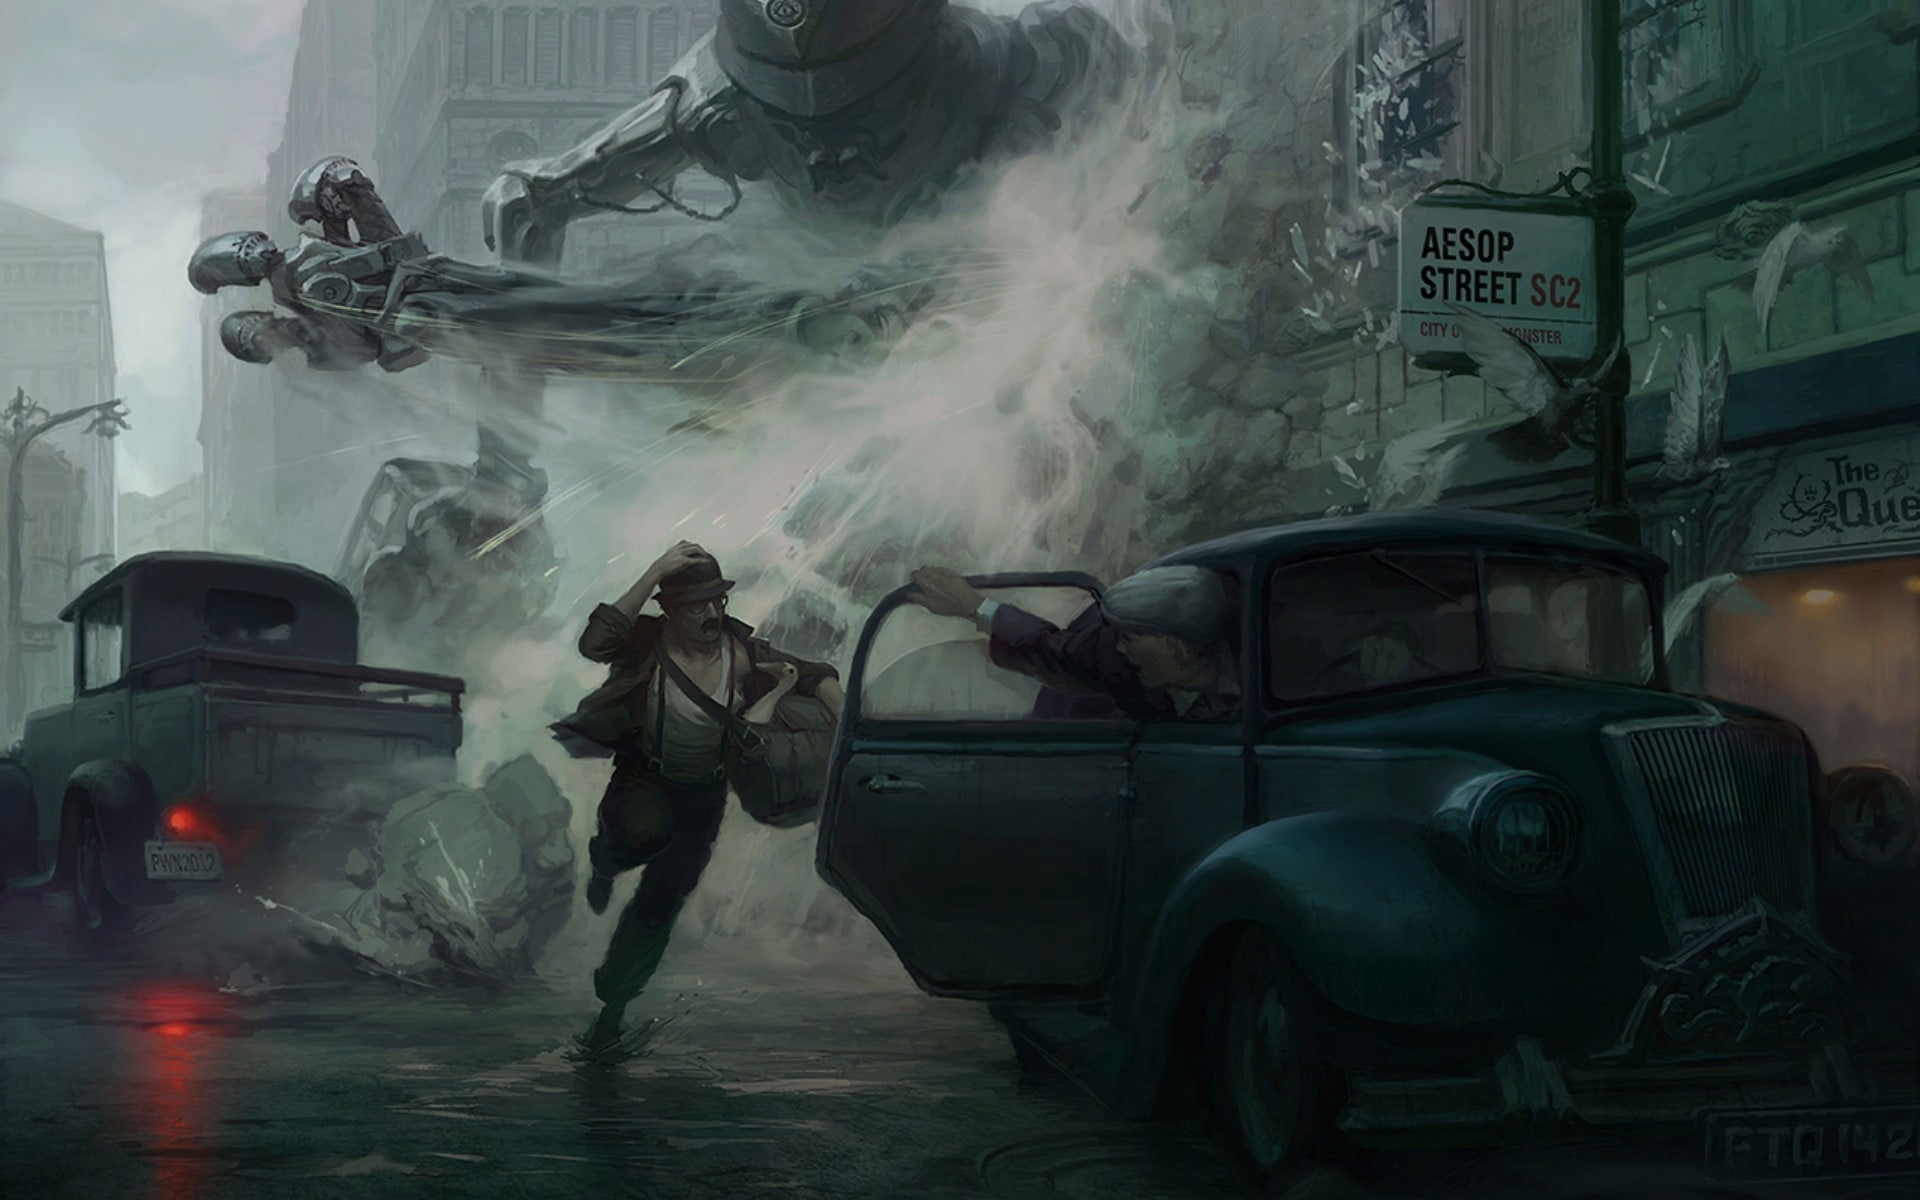 AESOP
STREET SC2
CITY O MONSTER
The
Que
PWN2012
FTQ 142